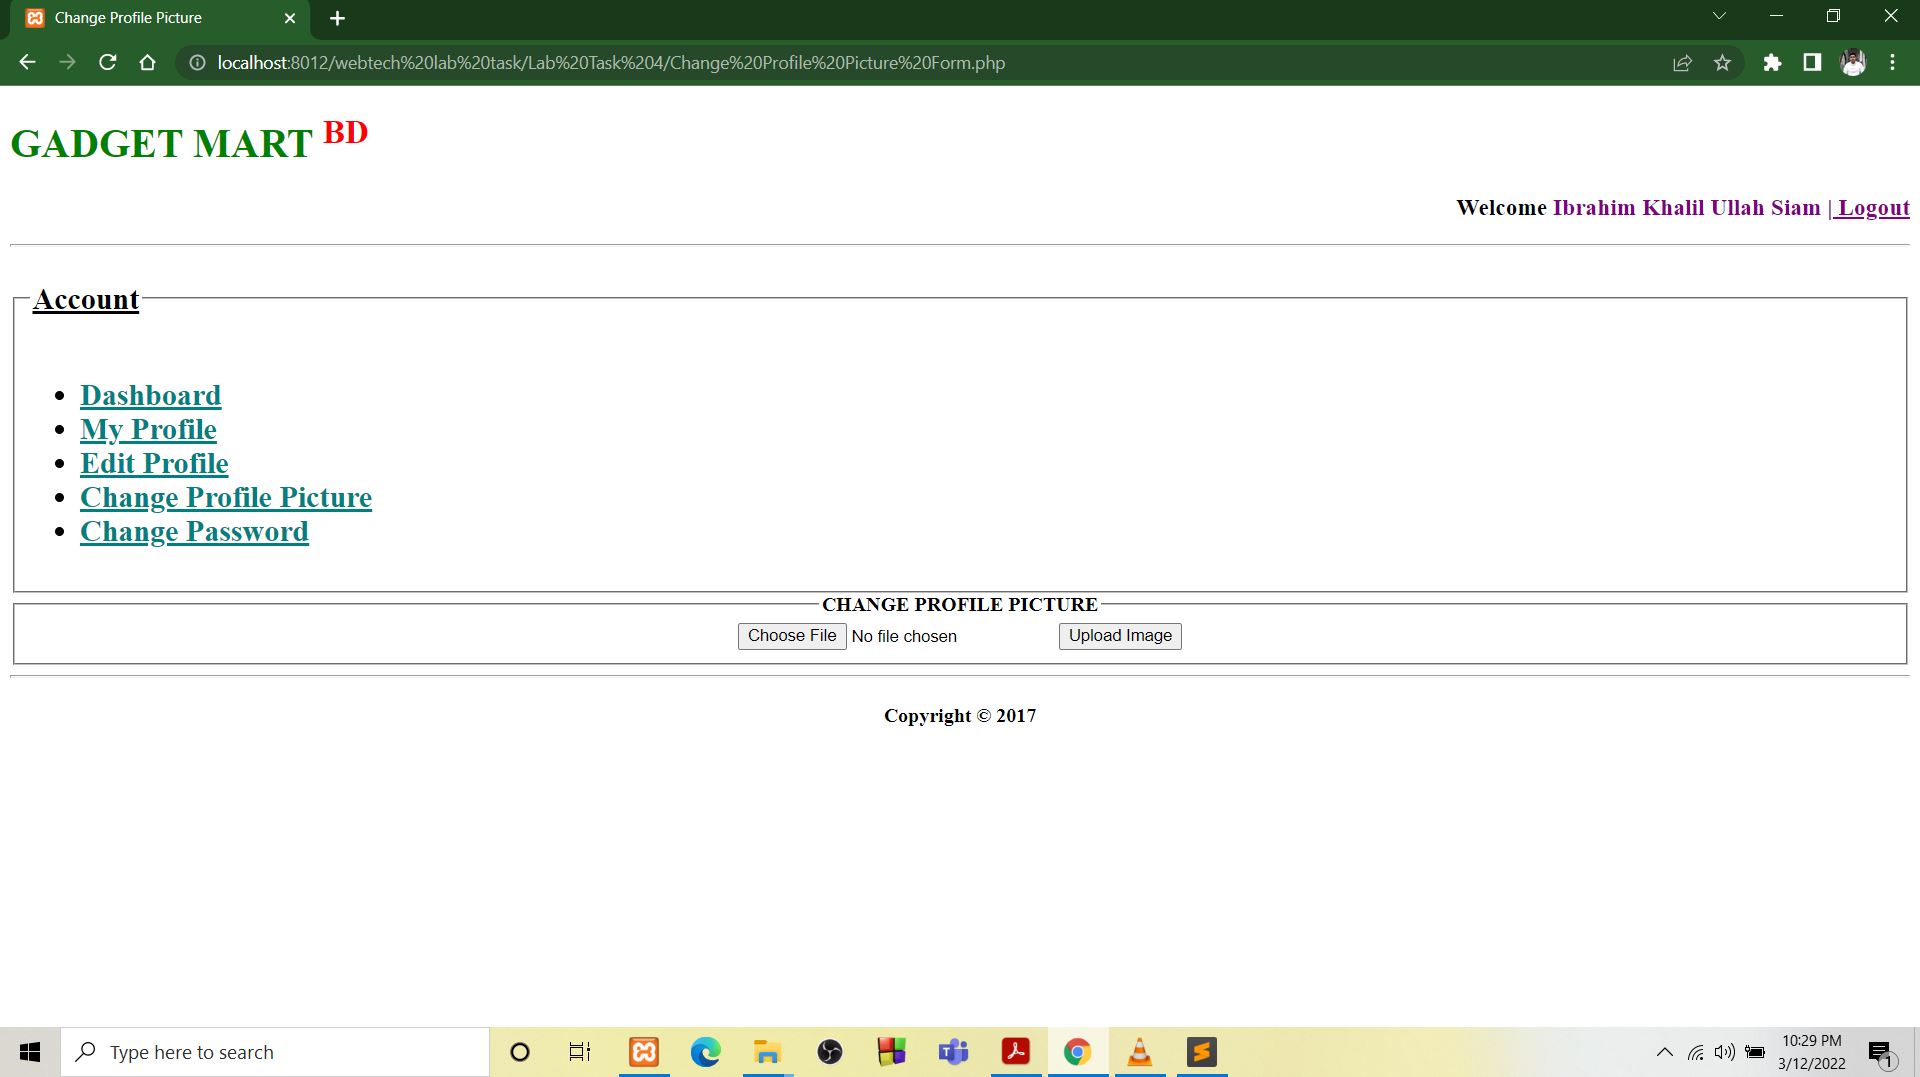 Change Profile Picture
localhost:8012/webtech%20lab%20task/Lab%20Task%204/Change%20Profile%20Picture%20Form.php
GADGET MART BD
Welcome Ibrahim Khalil Ullah Siam | Logout
Account
Dashboard
My Profile
Edit Profile
Change Profile Picture
Change Password
CHANGE PROFILE PICTURE
Choose File No file chosen Upload Image
Copyright © 2017
Type here to search
10:29 PM
3/12/2022
1